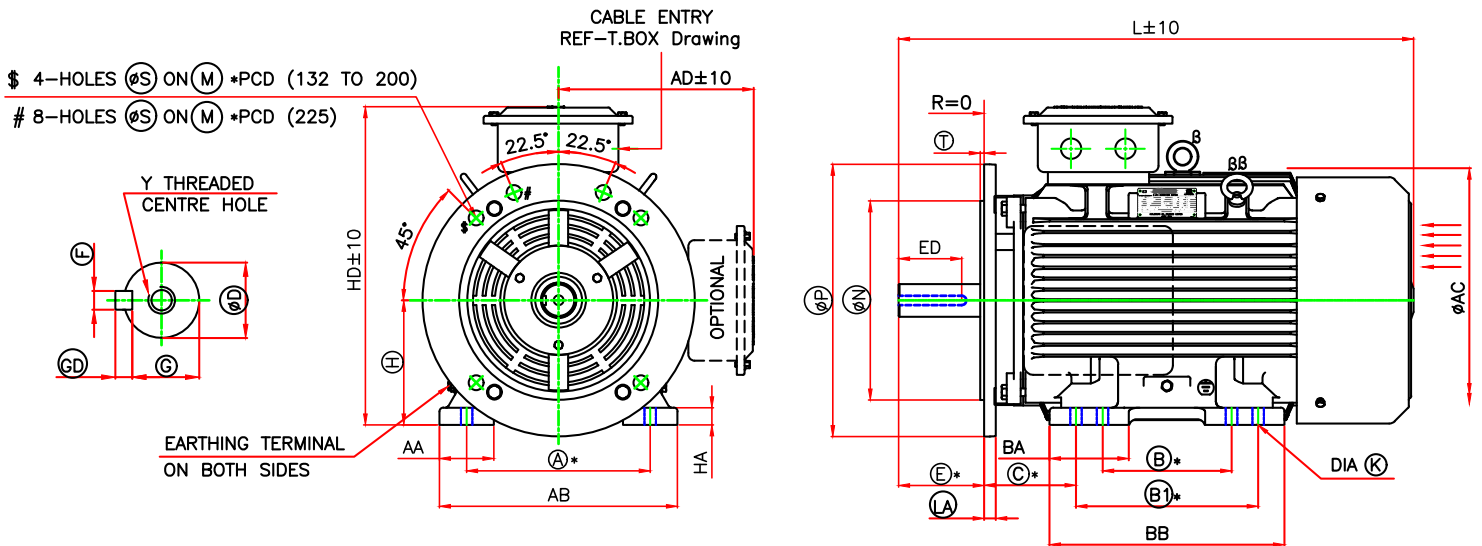 CABLE ENTRY
REF-T.BOX Drawing
$ 4-HOLES øS ON M *PCD (132 TO 200)
# 8-HOLES øS ON M *PCD (225)
AD±10
22.5° 22.5°
#
$
45°
HD±10
H
Y THREADED
CENTRE HOLE
F
øD
GD
G
OPTIONAL
EARTHING TERMINAL
ON BOTH SIDES
AA
A*
AB
HA
L±10
R=0
T
ß
ßß
ED
øP
øN
øAC
BA
E*
C*
B*
B1*
LA
BB
DIA K